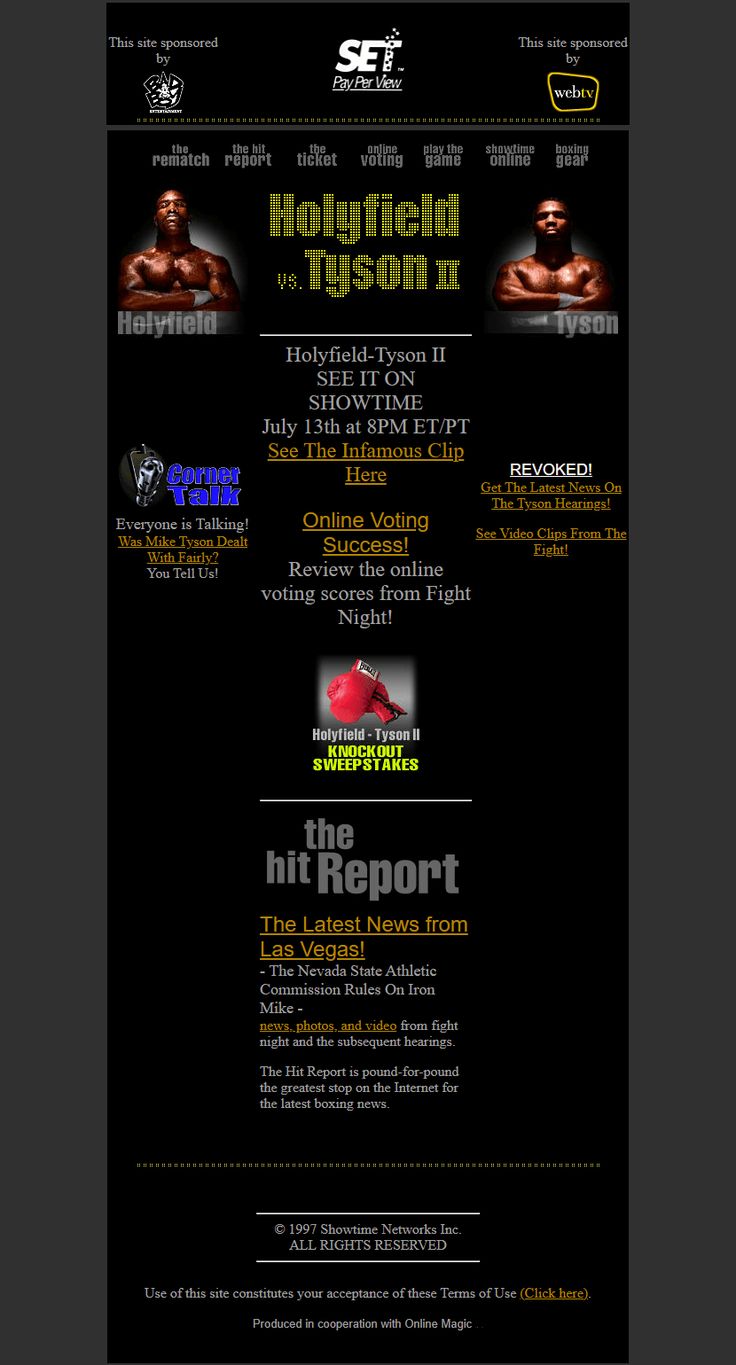 This site sponsored
by
ENTERTAINMENT
SET™
Pay Per View
This site sponsored
by
webtv
the rematch
the hit report
the ticket
online voting
play the game
showtime online
boxing gear
Holyfield
vs. Tyson II
Holyfield
Tyson
Holyfield-Tyson II
SEE IT ON
SHOWTIME
July 13th at 8PM ET/PT
See The Infamous Clip
Here
Corner
Talk
Everyone is Talking!
Was Mike Tyson Dealt
With Fairly?
You Tell Us!
REVOKED!
Get The Latest News On
The Tyson Hearings!
See Video Clips From The
Fight!
Online Voting
Success!
Review the online
voting scores from Fight
Night!
Holyfield - Tyson II
KNOCKOUT
SWEEPSTAKES
the
hit Report
The Latest News from
Las Vegas!
- The Nevada State Athletic
Commission Rules On Iron
Mike -
news, photos, and video from fight
night and the subsequent hearings.
The Hit Report is pound-for-pound
the greatest stop on the Internet for
the latest boxing news.
© 1997 Showtime Networks Inc.
ALL RIGHTS RESERVED
Use of this site constitutes your acceptance of these Terms of Use (Click here).
Produced in cooperation with Online Magic . .